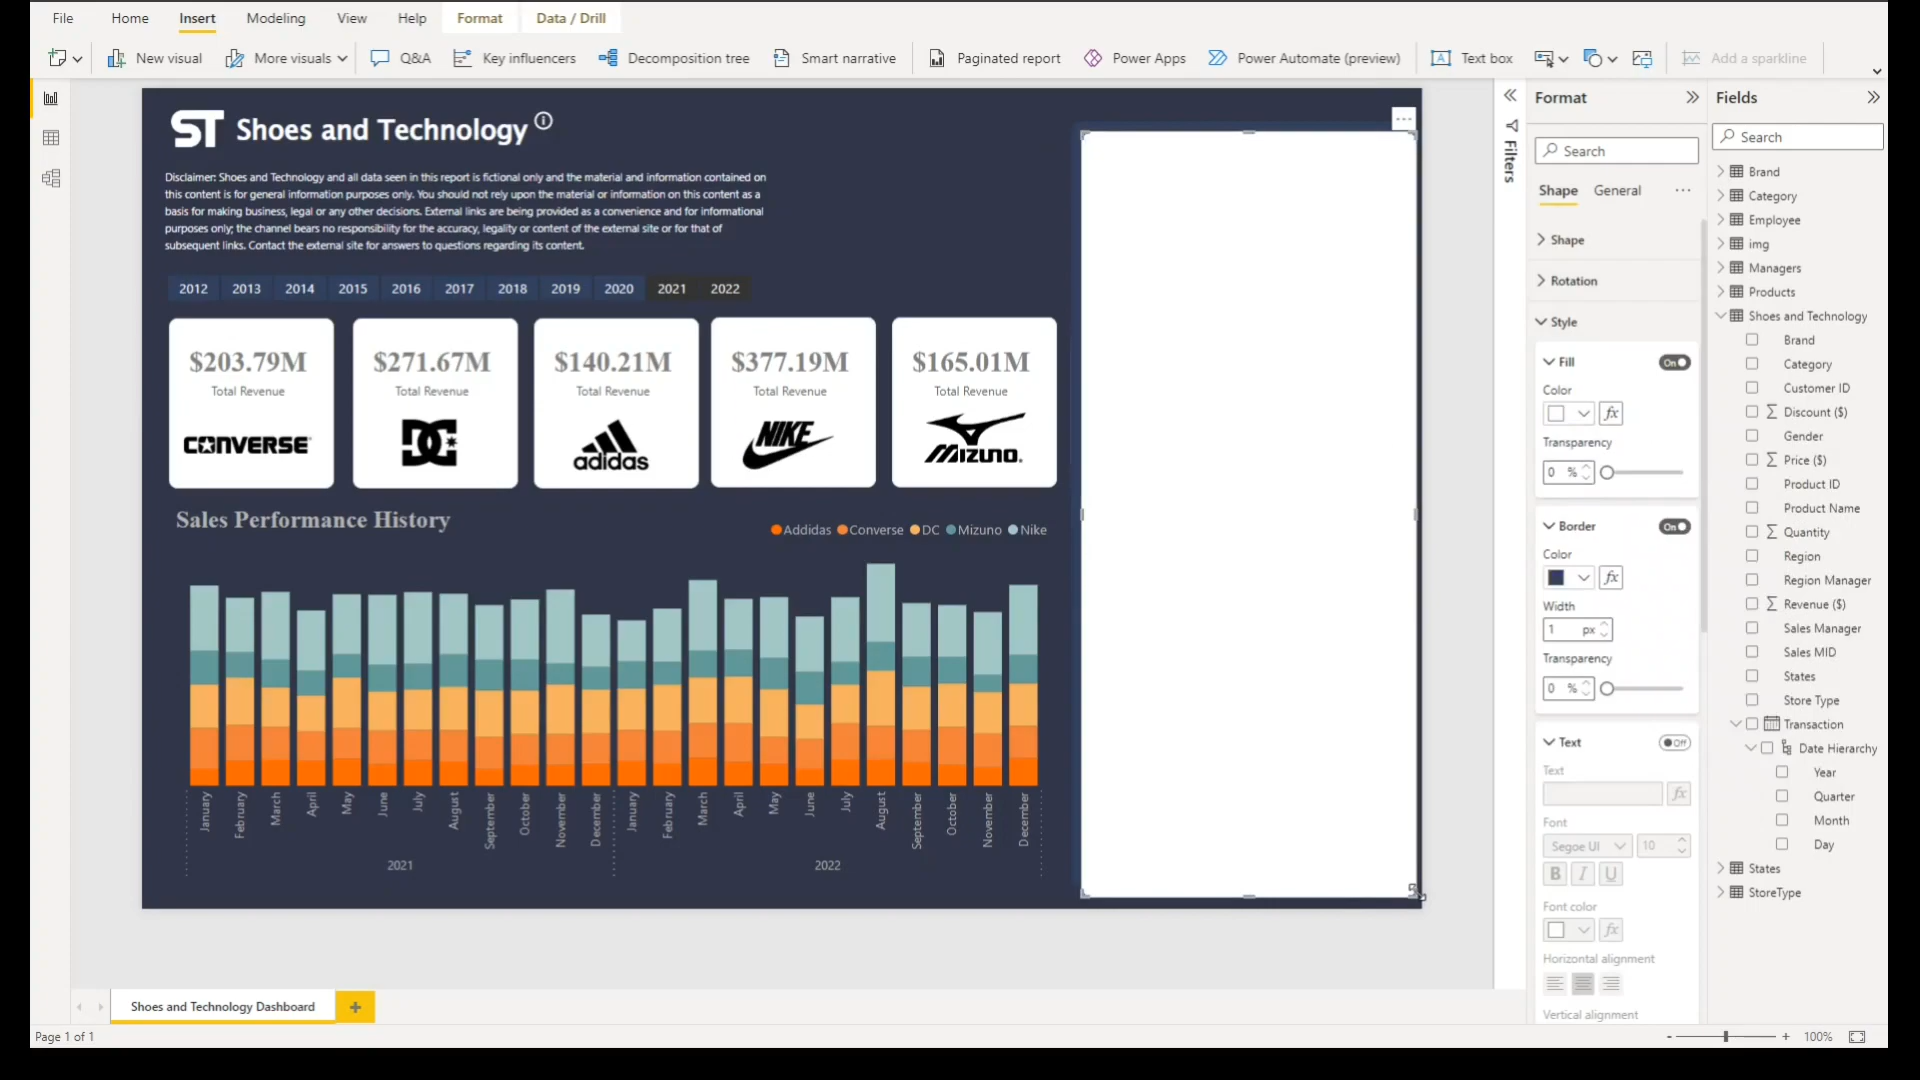 File Home Insert Modeling View Help Format Data / Drill
New visual More visuals Q&A Key influencers Decomposition tree Smart narrative Paginated report Power Apps Power Automate (preview) Text box Add a sparkline
ST Shoes and Technology
Disclaimer: Shoes and Technology and all data seen in this report is fictional only and the material and information contained on
this content is for general information purposes only. You should not rely upon the material or information on this content as a
basis for making business, legal or any other decisions. External links are being provided as a convenience and for informational
purposes only; the channel bears no responsibility for the accuracy, legality or content of the external site or for that of
subsequent links. Contact the external site for answers to questions regarding its content.
2012 2013 2014 2015 2016 2017 2018 2019 2020 2021 2022
$203.79M $271.67M $140.21M $377.19M $165.01M
Total Revenue Total Revenue Total Revenue Total Revenue Total Revenue
CONVERSE DC adidas NIKE Mizuno.
Sales Performance History
Addidas Converse DC Mizuno Nike
January February March April May June July August September October November December January February March April May June July August September October November December
2021 2022
Shoes and Technology Dashboard +
Page 1 of 1
Filters
Format
Search
Shape General
Shape
Rotation
Style
Fill On
Color
fx
Transparency
0 %
Border On
Color
fx
Width
1 px
Transparency
0 %
Text Off
Text
fx
Font
Segoe UI 10
B I U
Font color
fx
Horizontal alignment
Vertical alignment
Fields
Search
Brand
Category
Employee
img
Managers
Products
Shoes and Technology
Brand
Category
Customer ID
∑ Discount ($)
Gender
∑ Price ($)
Product ID
Product Name
∑ Quantity
Region
Region Manager
∑ Revenue ($)
Sales Manager
Sales MID
States
Store Type
Transaction
Date Hierarchy
Year
Quarter
Month
Day
States
StoreType
- + 100%